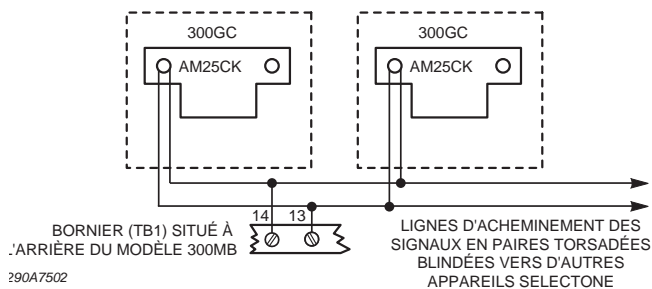 300GC
300GC
AM25CK
AM25CK
14 13
BORNIER (TB1) SITUÉ À
'ARRIÈRE DU MODÈLE 300MB
LIGNES D'ACHEMINEMENT DES
SIGNAUX EN PAIRES TORSADÉES
BLINDÉES VERS D'AUTRES
APPAREILS SELECTONE
290A7502